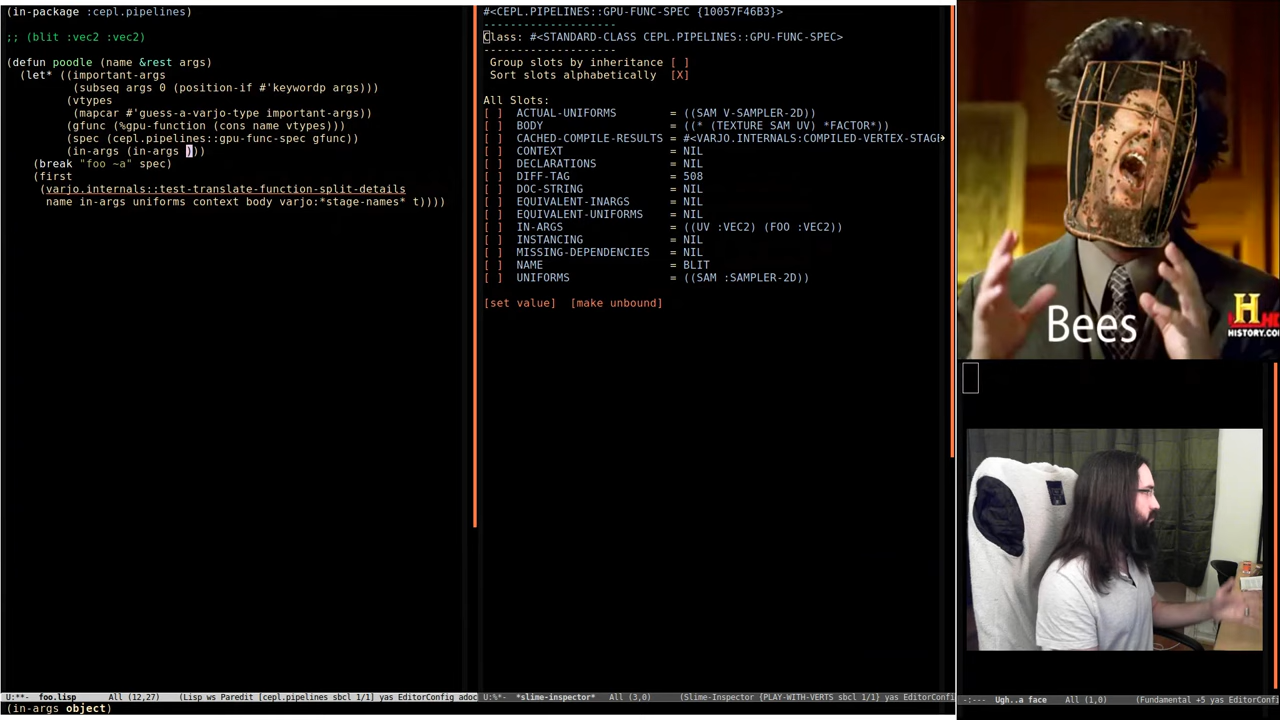 (in-package :cepl.pipelines)
;; (blit :vec2 :vec2)
(defun poodle (name &rest args)
(let* ((important-args
(subseq args 0 (position-if #'keywordp args)))
(vtypes
(mapcar #'guess-a-varjo-type important-args))
(gfunc (%gpu-function (cons name vtypes)))
(spec (cepl.pipelines::gpu-func-spec gfunc))
(in-args (in-args )))
(break "foo ~a" spec)
(first
(varjo.internals::test-translate-function-split-details
name in-args uniforms context body varjo:*stage-names* t))))
U:**- foo.lisp All (12,27) (Lisp ws Paredit [cepl.pipelines sbcl 1/1] yas EditorConfig adoc
(in-args object)
#<CEPL.PIPELINES::GPU-FUNC-SPEC {10057F46B3}>
--------------------
Class: #<STANDARD-CLASS CEPL.PIPELINES::GPU-FUNC-SPEC>
--------------------
Group slots by inheritance [ ]
Sort slots alphabetically [X]
All Slots:
[ ] ACTUAL-UNIFORMS = ((SAM V-SAMPLER-2D))
[ ] BODY = ((* (TEXTURE SAM UV) *FACTOR*))
[ ] CACHED-COMPILE-RESULTS = #<VARJO.INTERNALS:COMPILED-VERTEX-STAGE
[ ] CONTEXT = NIL
[ ] DECLARATIONS = NIL
[ ] DIFF-TAG = 508
[ ] DOC-STRING = NIL
[ ] EQUIVALENT-INARGS = NIL
[ ] EQUIVALENT-UNIFORMS = NIL
[ ] IN-ARGS = ((UV :VEC2) (FOO :VEC2))
[ ] INSTANCING = NIL
[ ] MISSING-DEPENDENCIES = NIL
[ ] NAME = BLIT
[ ] UNIFORMS = ((SAM :SAMPLER-2D))
[set value] [make unbound]
U:%*- *slime-inspector* All (3,0) (Slime-Inspector {PLAY-WITH-VERTS sbcl 1/1} yas EditorConfi
Bees
H HD
HISTORY.CO
-:--- Ugh..a face All (1,0) (Fundamental +5 yas EditorConfi